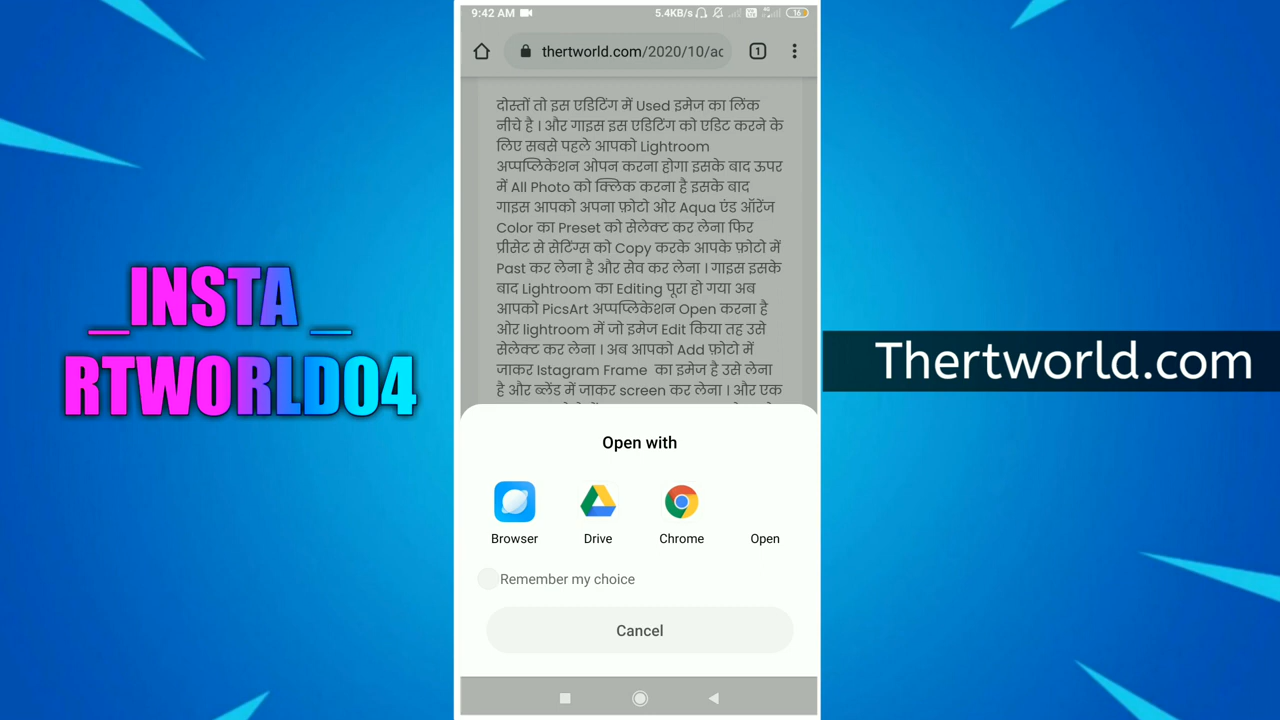 9:42 AM 5.4KB/s 16
thertworld.com/2020/10/ac 1
दोस्तों तो इस एडिटिंग में Used इमेज का लिंक
नीचे है । और गाइस इस एडिटिंग को एडिट करने के
लिए सबसे पहले आपको Lightroom
अप्पप्लिकेशन ओपन करना होगा इसके बाद ऊपर
में All Photo को क्लिक करना है इसके बाद
गाइस आपको अपना फ़ोटो ओर Aqua एंड ऑरेंज
Color का Preset को सेलेक्ट कर लेना फिर
प्रीसेट से सेटिंग्स को Copy करके आपके फ़ोटो में
Past कर लेना है और सेव कर लेना । गाइस इसके
बाद Lightroom का Editing पूरा हो गया अब
आपको PicsArt अप्पप्लिकेशन Open करना है
ओर lightroom में जो इमेज Edit किया तह उसे
सेलेक्ट कर लेना । अब आपको Add फ़ोटो में
जाकर Istagram Frame का इमेज है उसे लेना
है और ब्लेंड में जाकर screen कर लेना । और एक
Open with
Browser Drive Chrome Open
Remember my choice
Cancel
_INSTA _
RTWORLD04
Thertworld.com